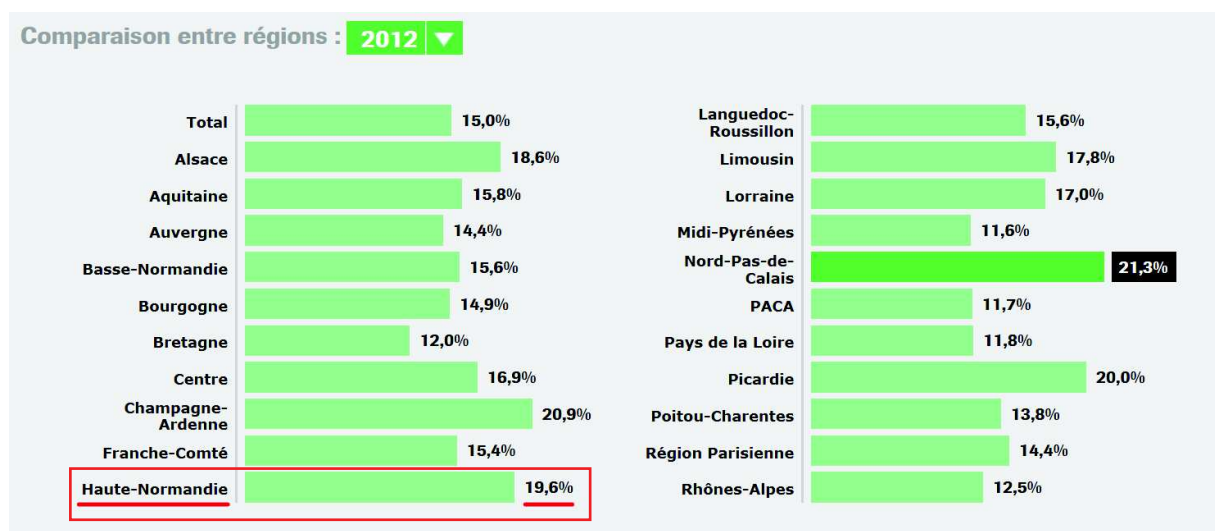 Comparaison entre régions : 2012
Total 15,0%
Alsace 18,6%
Aquitaine 15,8%
Auvergne 14,4%
Basse-Normandie 15,6%
Bourgogne 14,9%
Bretagne 12,0%
Centre 16,9%
Champagne-
Ardenne 20,9%
Franche-Comté 15,4%
Haute-Normandie 19,6%
Languedoc-
Roussillon 15,6%
Limousin 17,8%
Lorraine 17,0%
Midi-Pyrénées 11,6%
Nord-Pas-de-
Calais 21,3%
PACA 11,7%
Pays de la Loire 11,8%
Picardie 20,0%
Poitou-Charentes 13,8%
Région Parisienne 14,4%
Rhônes-Alpes 12,5%